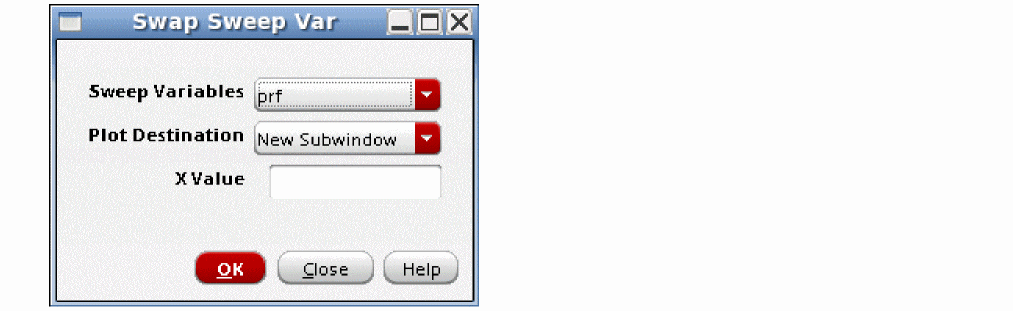 Swap Sweep Var
Sweep Variables prf
Plot Destination New Subwindow
X Value
OK Close Help